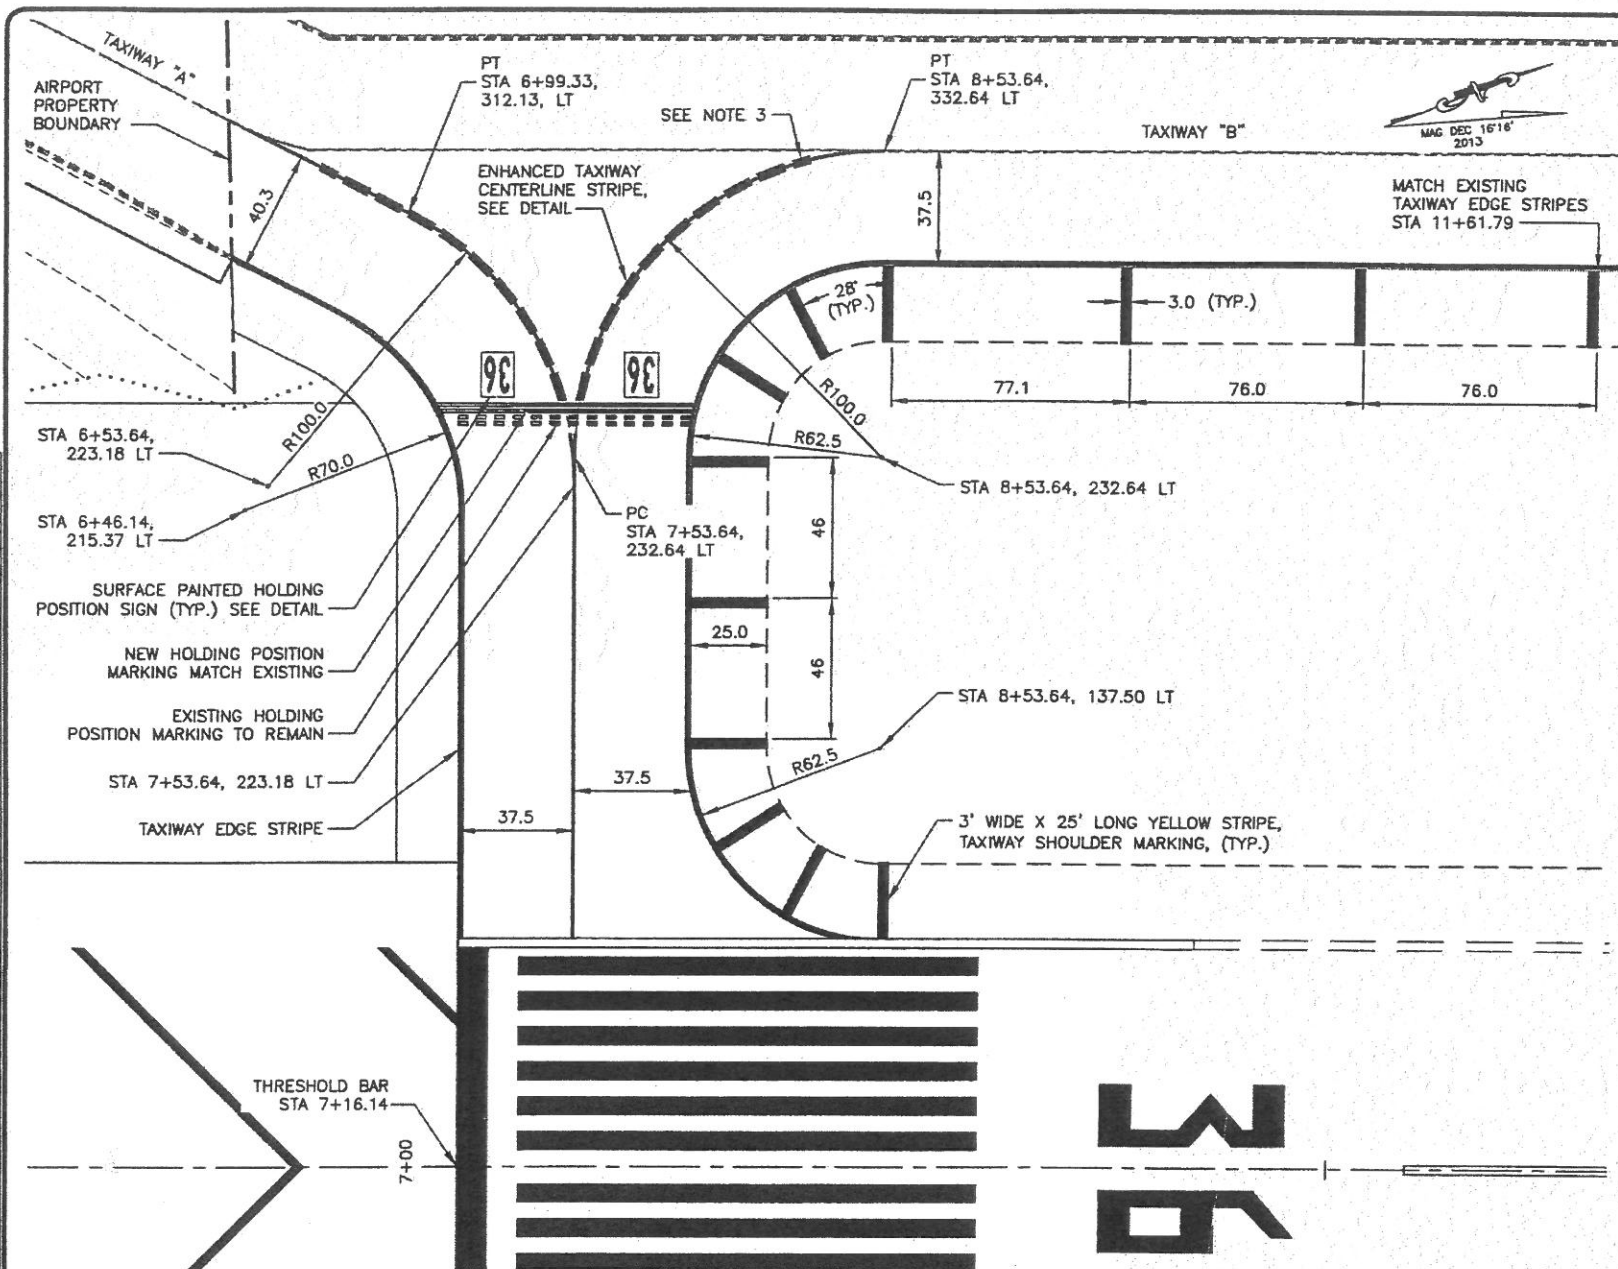 TAXIWAY "A"
AIRPORT
PROPERTY
BOUNDARY
PT
STA 6+99.33,
312.13, LT
SEE NOTE 3
PT
STA 8+53.64,
332.64 LT
TAXIWAY "B"
MAG DEC 16°16'
2013
ENHANCED TAXIWAY
CENTERLINE STRIPE,
SEE DETAIL
MATCH EXISTING
TAXIWAY EDGE STRIPES
STA 11+61.79
40.3
37.5
28'
(TYP.)
3.0 (TYP.)
36
36
77.1
76.0
76.0
R100.0
R100.0
R62.5
STA 6+53.64,
223.18 LT
R70.0
STA 8+53.64, 232.64 LT
STA 6+46.14,
215.37 LT
PC
STA 7+53.64,
232.64 LT
46
SURFACE PAINTED HOLDING
POSITION SIGN (TYP.) SEE DETAIL
NEW HOLDING POSITION
MARKING MATCH EXISTING
25.0
46
EXISTING HOLDING
POSITION MARKING TO REMAIN
STA 8+53.64, 137.50 LT
STA 7+53.64, 223.18 LT
37.5
R62.5
TAXIWAY EDGE STRIPE
37.5
3' WIDE X 25' LONG YELLOW STRIPE,
TAXIWAY SHOULDER MARKING, (TYP.)
THRESHOLD BAR
STA 7+16.14
7+00
36